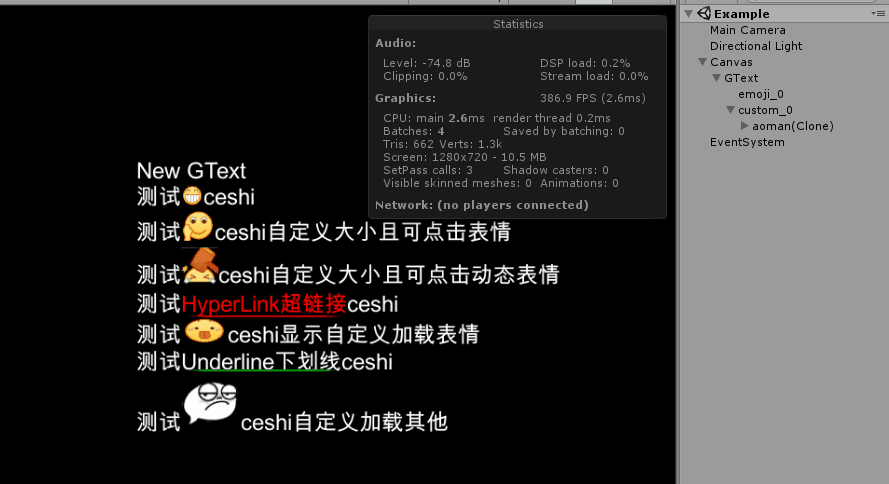 Statistics
Audio:
Level: -74.8 dB DSP load: 0.2%
Clipping: 0.0% Stream load: 0.0%
Graphics: 386.9 FPS (2.6ms)
CPU: main 2.6ms render thread 0.2ms
Batches: 4 Saved by batching: 0
Tris: 662 Verts: 1.3k
Screen: 1280x720 - 10.5 MB
SetPass calls: 3 Shadow casters: 0
Visible skinned meshes: 0 Animations: 0
Network: (no players connected)
New GText
测试ceshi
测试ceshi自定义大小且可点击表情
测试ceshi自定义大小且可点击动态表情
测试HyperLink超链接ceshi
测试ceshi显示自定义加载表情
测试Underline下划线ceshi
测试ceshi自定义加载其他
Example
Main Camera
Directional Light
Canvas
GText
emoji_0
custom_0
aoman(Clone)
EventSystem